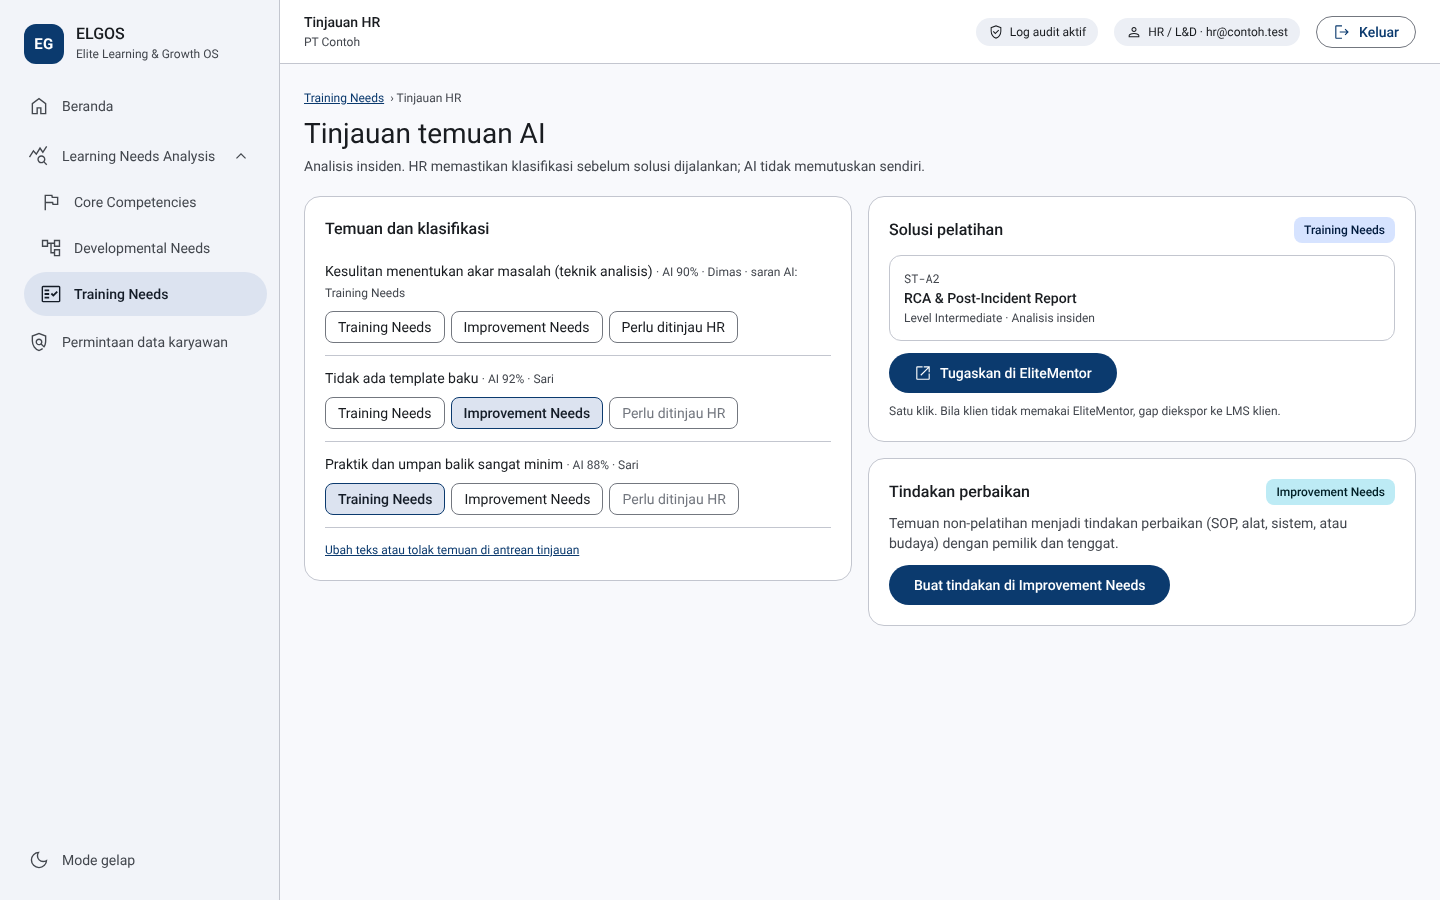 EG
ELGOS
Elite Learning & Growth OS
Beranda
Learning Needs Analysis
Core Competencies
Developmental Needs
Training Needs
Permintaan data karyawan
Mode gelap
Tinjauan HR
PT Contoh
Log audit aktif
HR / L&D · hr@contoh.test
Keluar
Training Needs › Tinjauan HR
Tinjauan temuan AI
Analisis insiden. HR memastikan klasifikasi sebelum solusi dijalankan; AI tidak memutuskan sendiri.
Temuan dan klasifikasi
Kesulitan menentukan akar masalah (teknik analisis) · AI 90% · Dimas · saran AI:
Training Needs
Training Needs Improvement Needs Perlu ditinjau HR
Tidak ada template baku · AI 92% · Sari
Training Needs Improvement Needs Perlu ditinjau HR
Praktik dan umpan balik sangat minim · AI 88% · Sari
Training Needs Improvement Needs Perlu ditinjau HR
Ubah teks atau tolak temuan di antrean tinjauan
Solusi pelatihan
Training Needs
ST-A2
RCA & Post-Incident Report
Level Intermediate · Analisis insiden
Tugaskan di EliteMentor
Satu klik. Bila klien tidak memakai EliteMentor, gap diekspor ke LMS klien.
Tindakan perbaikan
Improvement Needs
Temuan non-pelatihan menjadi tindakan perbaikan (SOP, alat, sistem, atau
budaya) dengan pemilik dan tenggat.
Buat tindakan di Improvement Needs